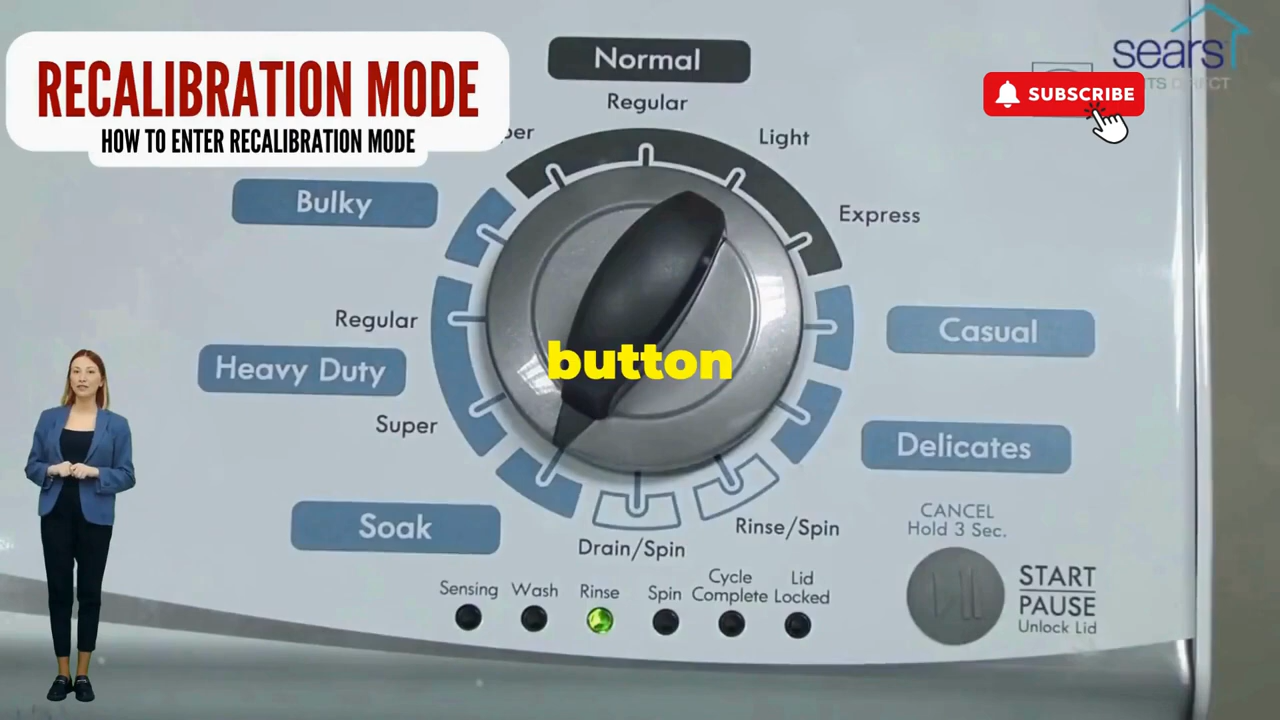 sears
RECALIBRATION MODE
HOW TO ENTER RECALIBRATION MODE
SUBSCRIBE
DIRECT
Normal
Regular
Light
Express
Bulky
Regular
Heavy Duty
Super
Soak
Casual
Delicates
button
Rinse/Spin
Drain/Spin
CANCEL
Hold 3 Sec.
START
PAUSE
Unlock Lid
Sensing
Wash
Rinse
Spin
Cycle
Complete
Lid
Locked